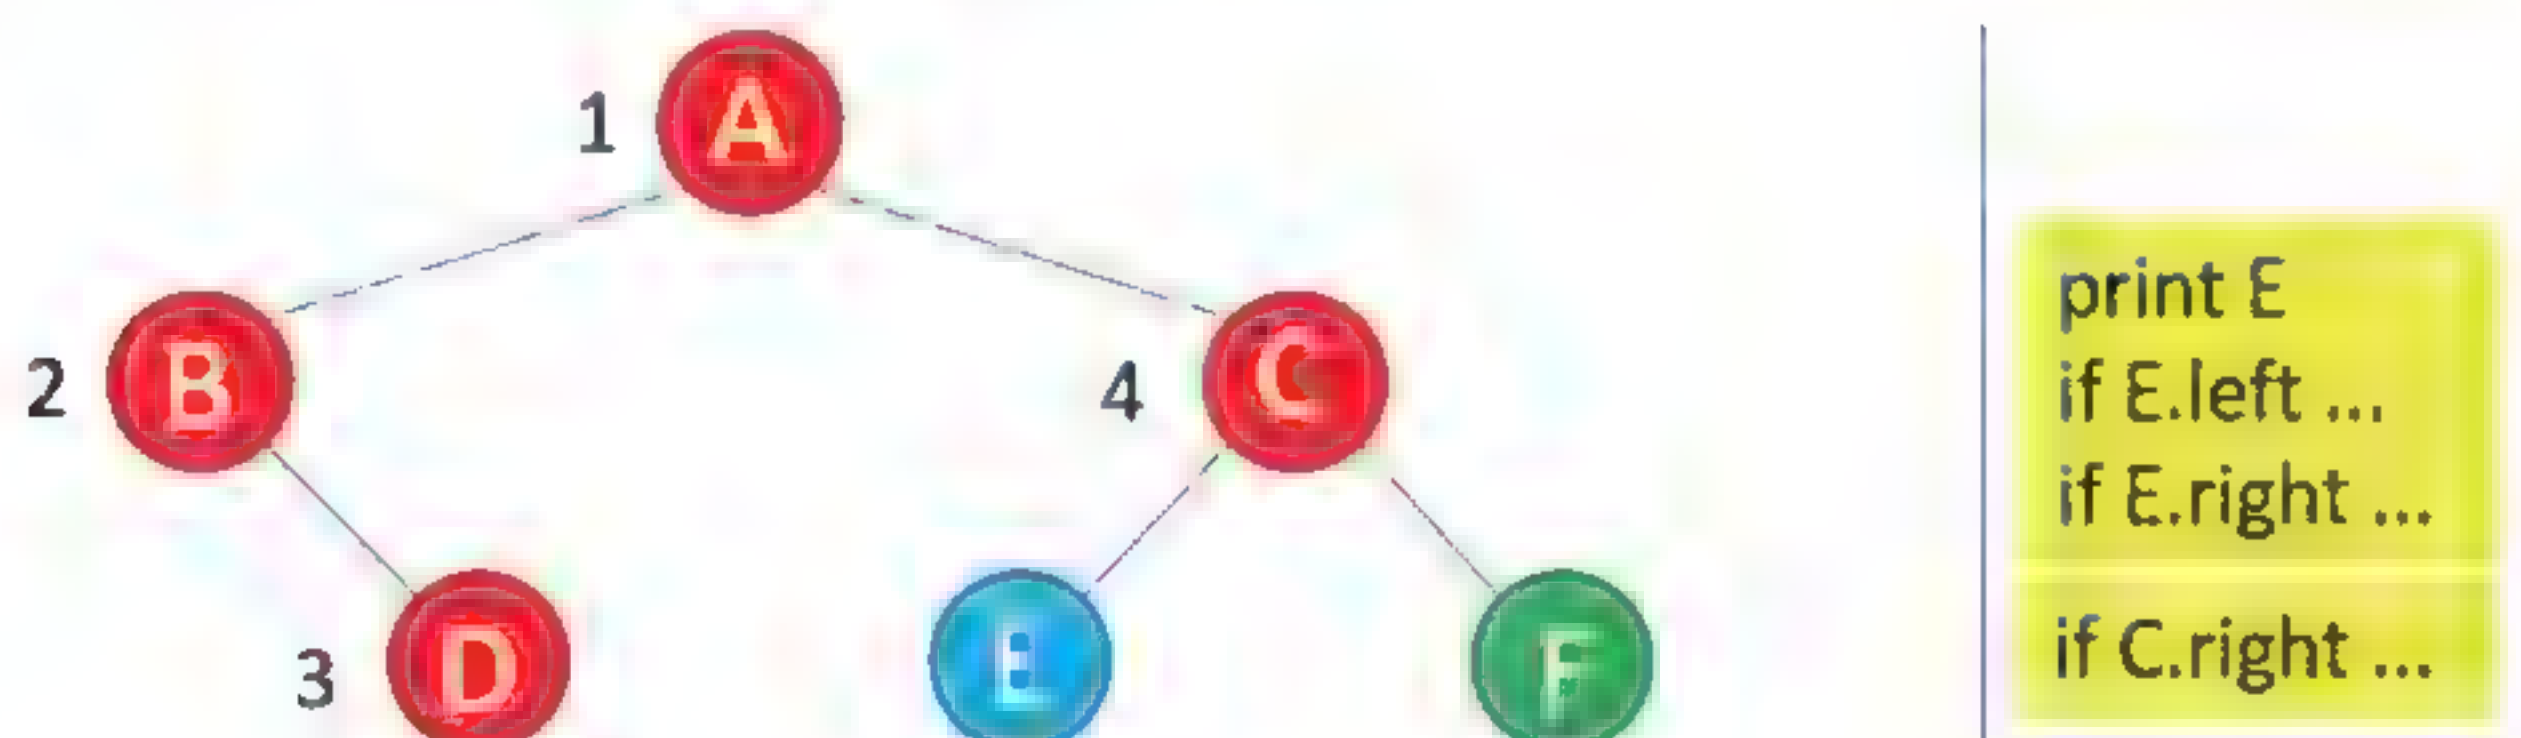 1
A
2
B
4
C
3
D
E
F
print E
if E.left ...
if E.right ...
if C.right ...